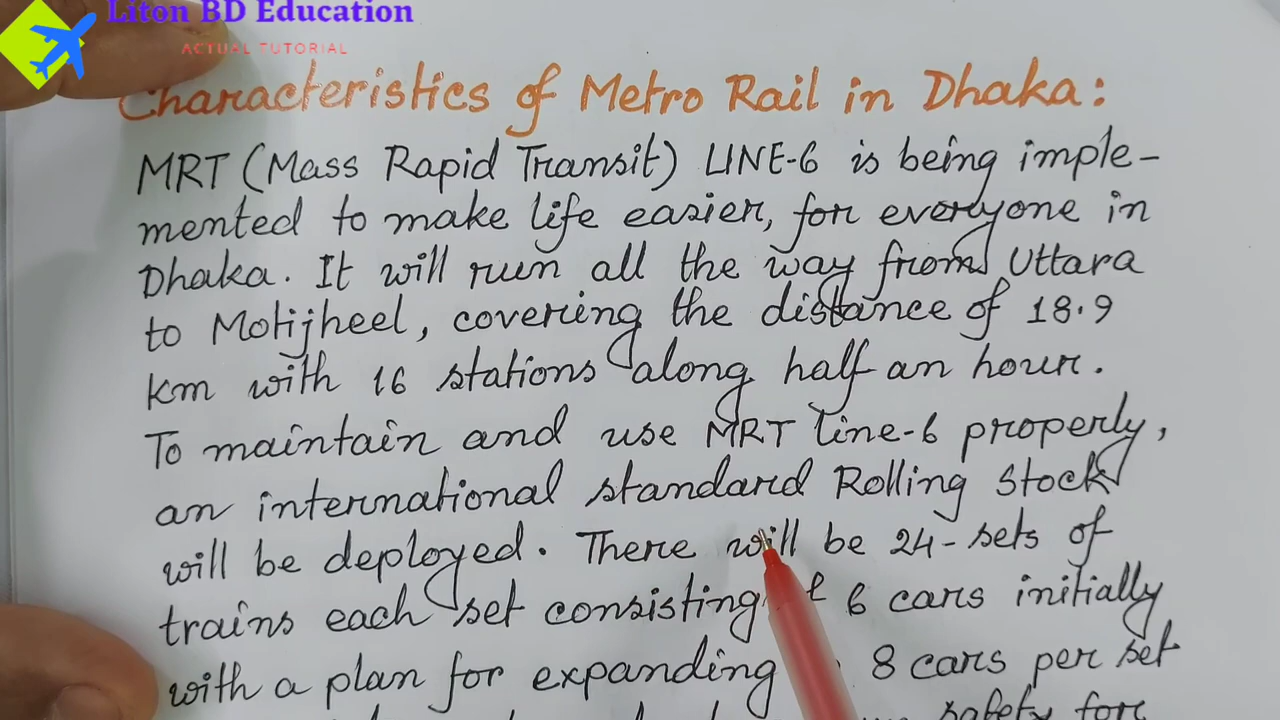 Liton BD Education
ACTUAL TUTORIAL
Characteristics of Metro Rail in Dhaka:
MRT (Mass Rapid Transit) LINE-6 is being imple-
mented to make life easier, for everyone in
Dhaka. It will run all the way from Uttara
to Motijheel, covering the distance of 18.9
km with 16 stations along half an hour.
To maintain and use MRT line-6 properly,
an international standard Rolling Stock
will be deployed. There will be 24-sets of
trains each set consisting 6 cars initially
with a plan for expanding 8 cars per set
safety for